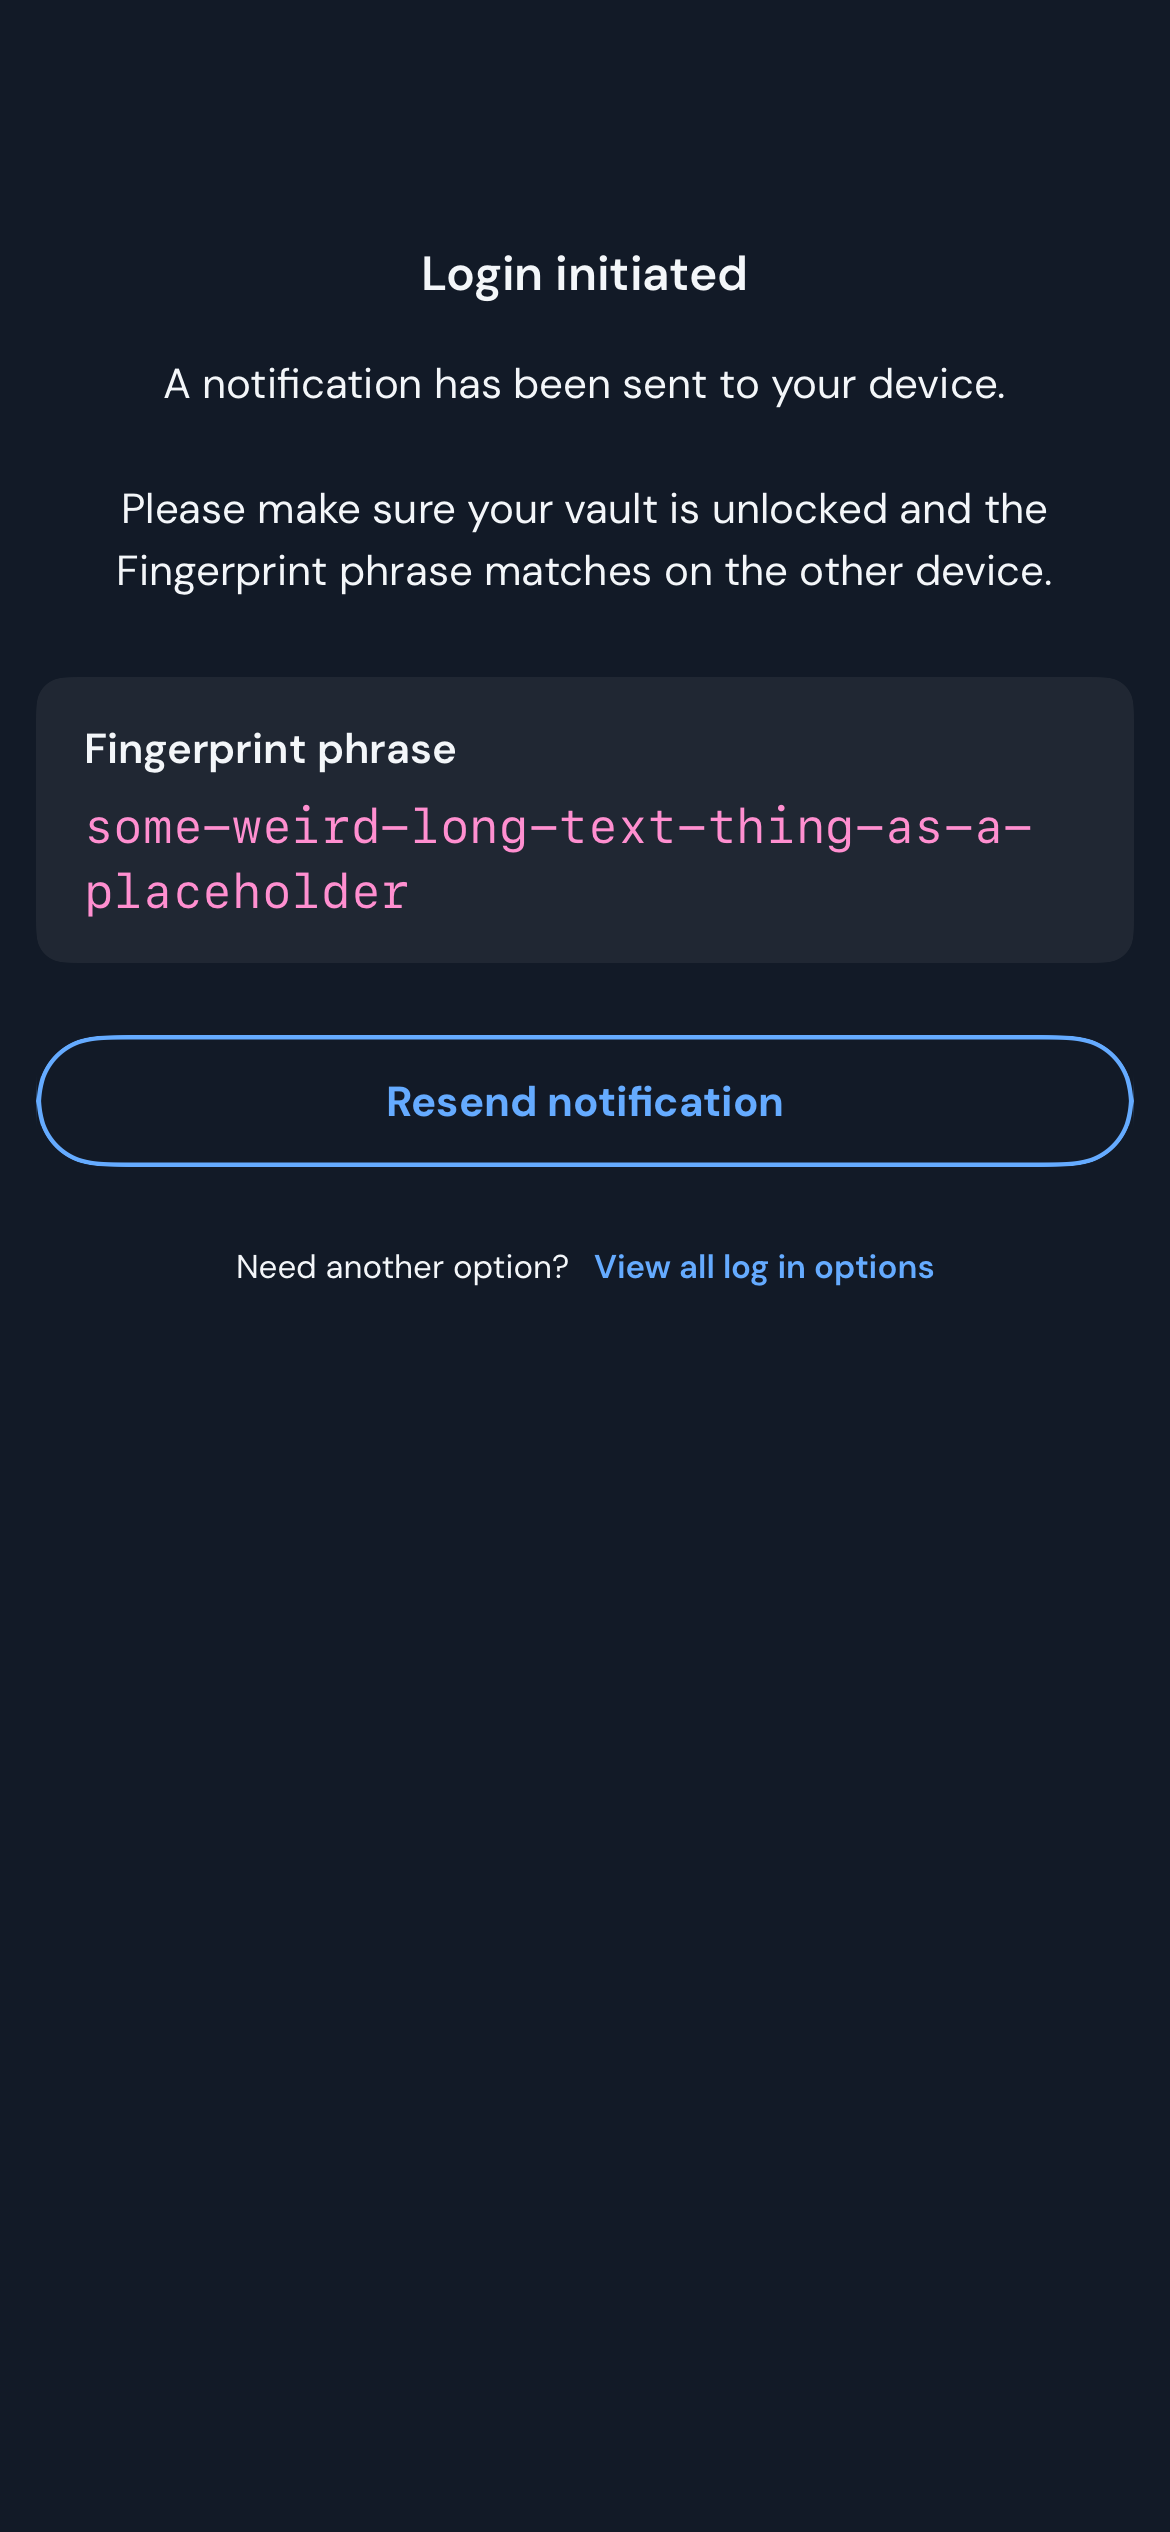 Login initiated
A notification has been sent to your device.
Please make sure your vault is unlocked and the
Fingerprint phrase matches on the other device.
Fingerprint phrase
some-weird-long-text-thing-as-a-
placeholder
Resend notification
Need another option? View all log in options